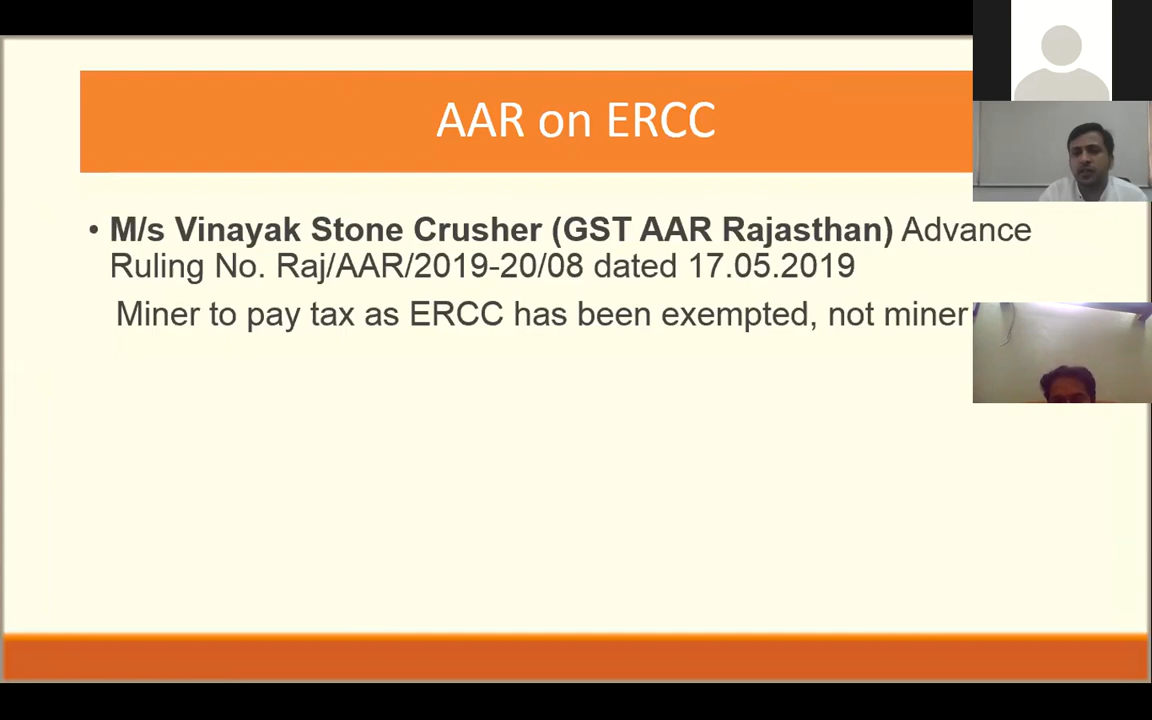 AAR on ERCC
• M/s Vinayak Stone Crusher (GST AAR Rajasthan) Advance
Ruling No. Raj/AAR/2019-20/08 dated 17.05.2019
Miner to pay tax as ERCC has been exempted, not miner